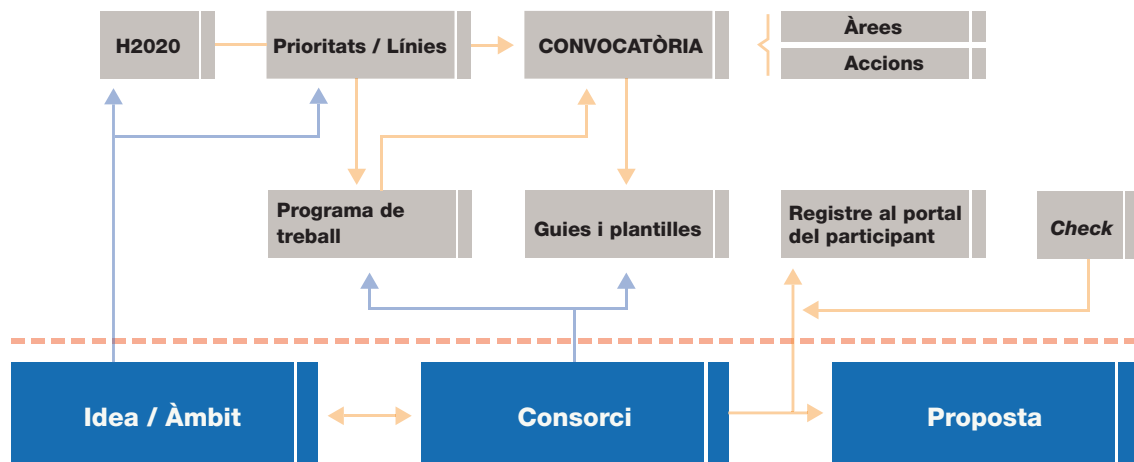 H2020
Prioritats / Línies
CONVOCATÒRIA
Àrees
Accions
Programa de
treball
Guies i plantilles
Registre al portal
del participant
Check
Idea / Àmbit
Consorci
Proposta